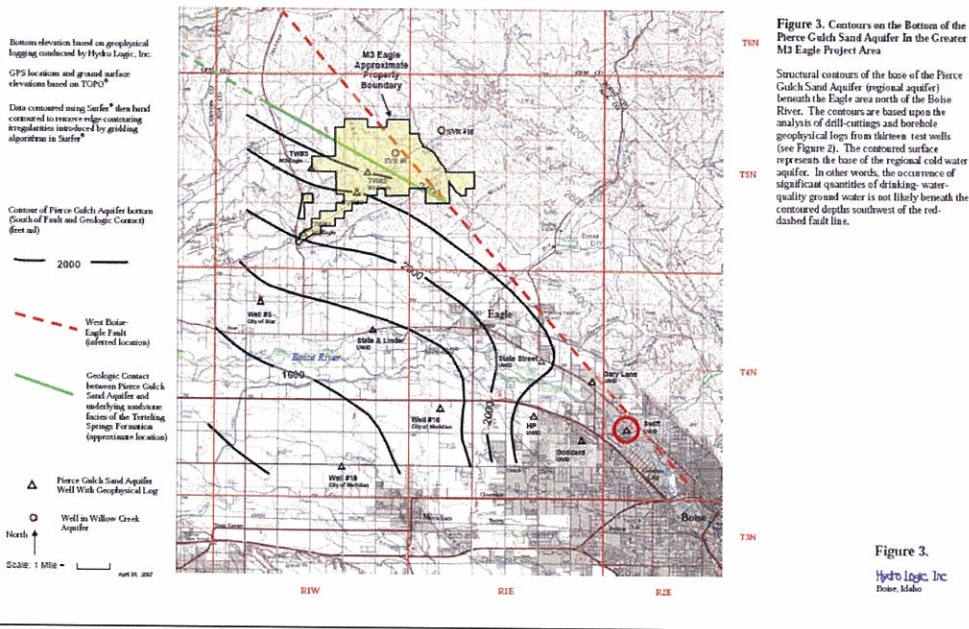 Bottom elevation based on geophysical
logging conducted by Hydro Logic, Inc.
GPS locations and ground surface
elevations based on TOPO®
Data contoured using Surfer® then hand
contoured to remove edge contouring
irregularities introduced by gridding
algorithms in Surfer®
Contour of Pierce Gulch Aquifer bottom
(South of Fault and Geologic Contact)
(feet msl)
2000
West Boise-
Eagle Fault
(inferred location)
Geologic Contact
between Pierce Gulch
Sand Aquifer and
underlying mudstone
facies of the Terteling
Springs Formation
(approximate location)
Pierce Gulch Sand Aquifer
Well With Geophysical Log
Well in Willow Creek
Aquifer
North
Scale: 1 Mile =
M3 Eagle
Approximate
Property
Boundary
2000
Eagle
Well #3
City of Star
State & Linder
UWID
State Street
UWID
Boise River
1600
Well #16
City of Meridian
2000
HP
UWID
Goddard
UWID
Swift
UWID
Well #19
City of Meridian
Meridian
Boise
T6N
T5N
T4N
T3N
R1W
R1E
R2E
Figure 3. Contours on the Bottom of the
Pierce Gulch Sand Aquifer In the Greater
M3 Eagle Project Area
Structural contours of the base of the Pierce
Gulch Sand Aquifer (regional aquifer)
beneath the Eagle area north of the Boise
River. The contours are based upon the
analysis of drill-cuttings and borehole
geophysical logs from thirteen test wells
(see Figure 2). The contoured surface
represents the base of the regional cold water
aquifer. In other words, the occurrence of
significant quantities of drinking- water-
quality ground water is not likely beneath the
contoured depths southwest of the red-
dashed fault line.
Figure 3.
Hydro Logic, Inc.
Boise, Idaho